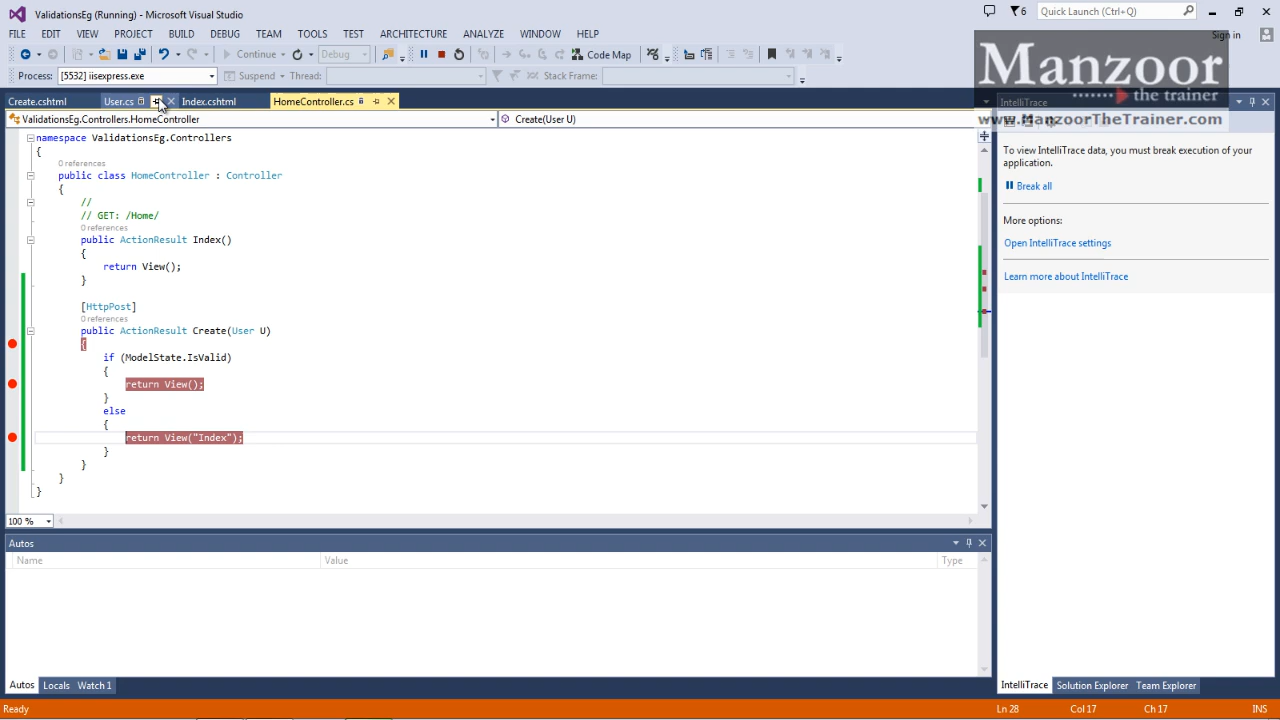 ValidationsEg (Running) - Microsoft Visual Studio
6
Quick Launch (Ctrl+Q)
FILE EDIT VIEW PROJECT BUILD DEBUG TEAM TOOLS TEST ARCHITECTURE ANALYZE WINDOW HELP
Sign in
Continue Debug Code Map
Process: [5532] iisexpress.exe Suspend Thread: Stack Frame:
Manzoor
the trainer
www.ManzoorTheTrainer.com
Create.cshtml User.cs Index.cshtml HomeController.cs
IntelliTrace
ValidationsEg.Controllers.HomeController Create(User U)
namespace ValidationsEg.Controllers
{
0 references
public class HomeController : Controller
{
//
// GET: /Home/
0 references
public ActionResult Index()
{
return View();
}
[HttpPost]
0 references
public ActionResult Create(User U)
{
if (ModelState.IsValid)
{
return View();
}
else
{
return View("Index");
}
}
}
}
100 %
To view IntelliTrace data, you must break execution of your
application.
Break all
More options:
Open IntelliTrace settings
Learn more about IntelliTrace
Autos
Name Value Type
Autos Locals Watch 1
IntelliTrace Solution Explorer Team Explorer
Ready Ln 28 Col 17 Ch 17 INS